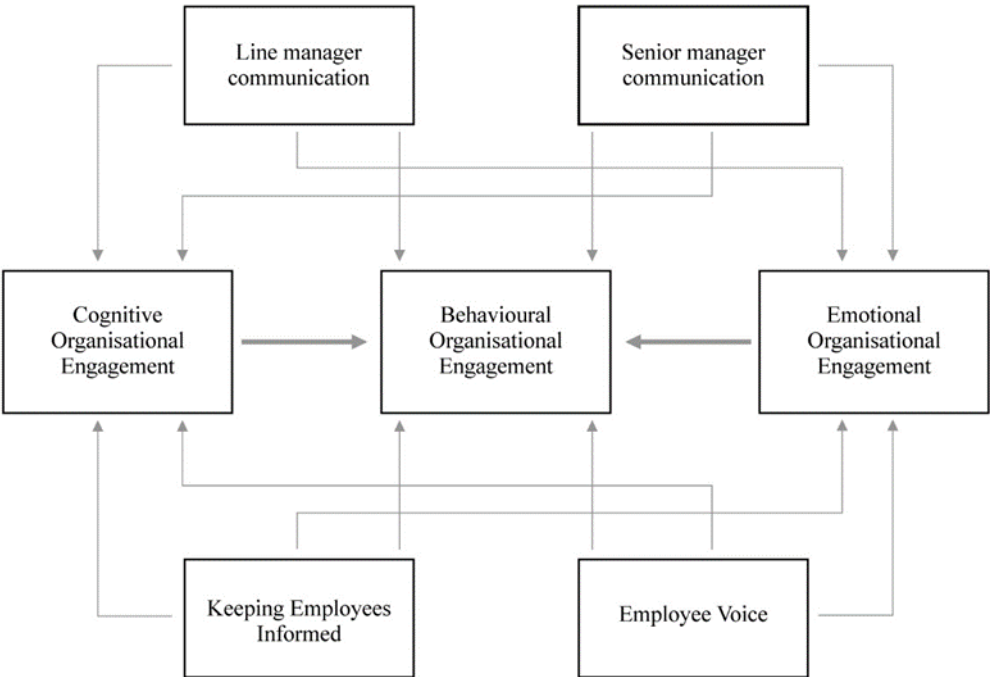 Line manager
communication
Senior manager
communication
Cognitive
Organisational
Engagement
Behavioural
Organisational
Engagement
Emotional
Organisational
Engagement
Keeping Employees
Informed
Employee Voice